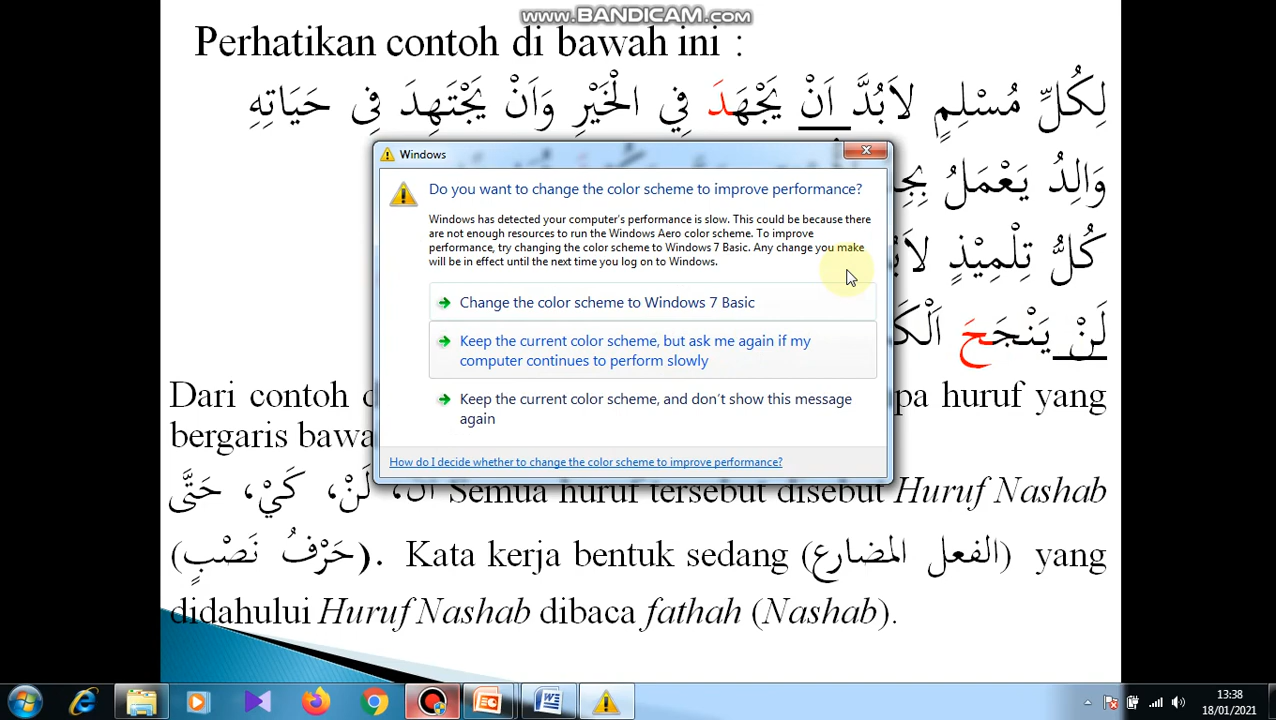 www.BANDICAM.com
Perhatikan contoh di bawah ini :
لِكُلِّ مُسْلِمٍ لاَبُدَّ اَنْ يَجْهَدَ فِي الْخَيْرِ وَاَنْ يَجْتَهِدَ فِى حَيَاتِهِ
وَالِدُ يَعْمَلُ
كُلُّ تِلْمِيْذٍ
لَنْ يَنْجَحَ
Windows
Do you want to change the color scheme to improve performance?
Windows has detected your computer's performance is slow. This could be because there
are not enough resources to run the Windows Aero color scheme. To improve
performance, try changing the color scheme to Windows 7 Basic. Any change you make
will be in effect until the next time you log on to Windows.
Change the color scheme to Windows 7 Basic
Keep the current color scheme, but ask me again if my
computer continues to perform slowly
Keep the current color scheme, and don't show this message
again
How do I decide whether to change the color scheme to improve performance?
Dari contoh huruf yang
bergaris
لَنْ، كَيْ، حَتَّى Semua huruf tersebut disebut Huruf Nashab
(حَرْفُ نَصْبٍ). Kata kerja bentuk sedang (الفعل المضارع) yang
didahului Huruf Nashab dibaca fathah (Nashab).
13:38
18/01/2021